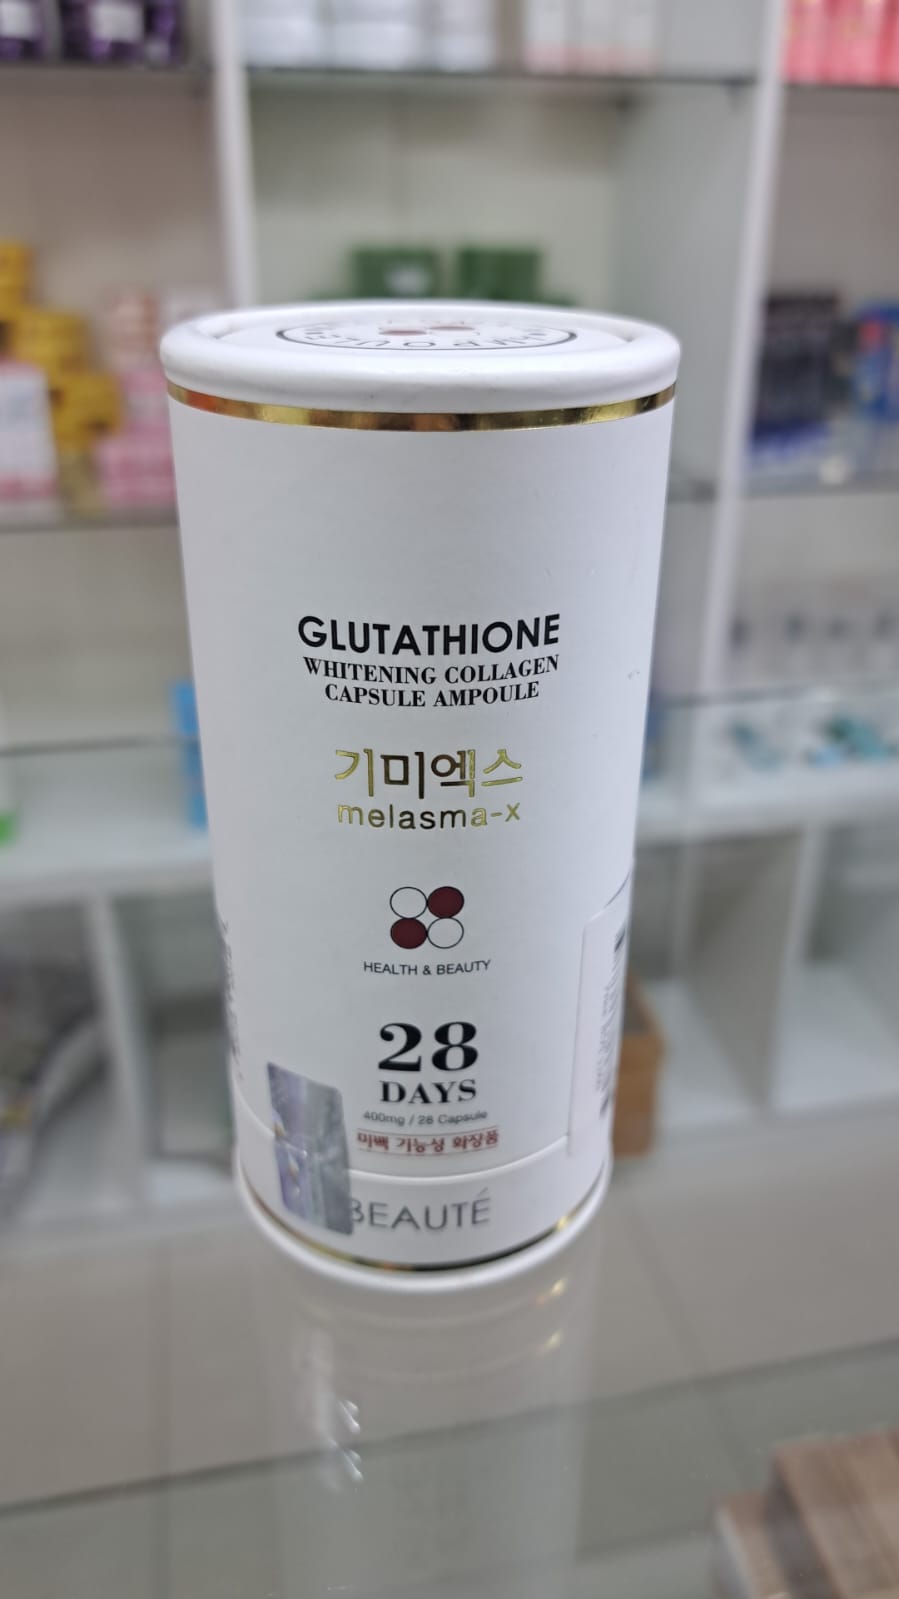 GLUTATHIONE
WHITENING COLLAGEN
CAPSULE AMPOULE
기미엑스
melasma-x
HEALTH & BEAUTY
28
DAYS
400mg / 28 Capsule
미백 기능성 화장품
BEAUTÉ